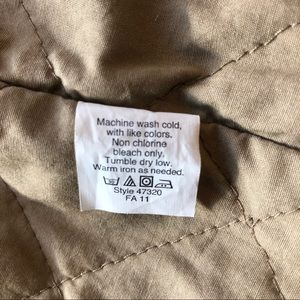 Machine wash cold,
with like colors.
Non chlorine
bleach only.
Tumble dry low.
Warm iron as needed.
Style 47320
FA 11